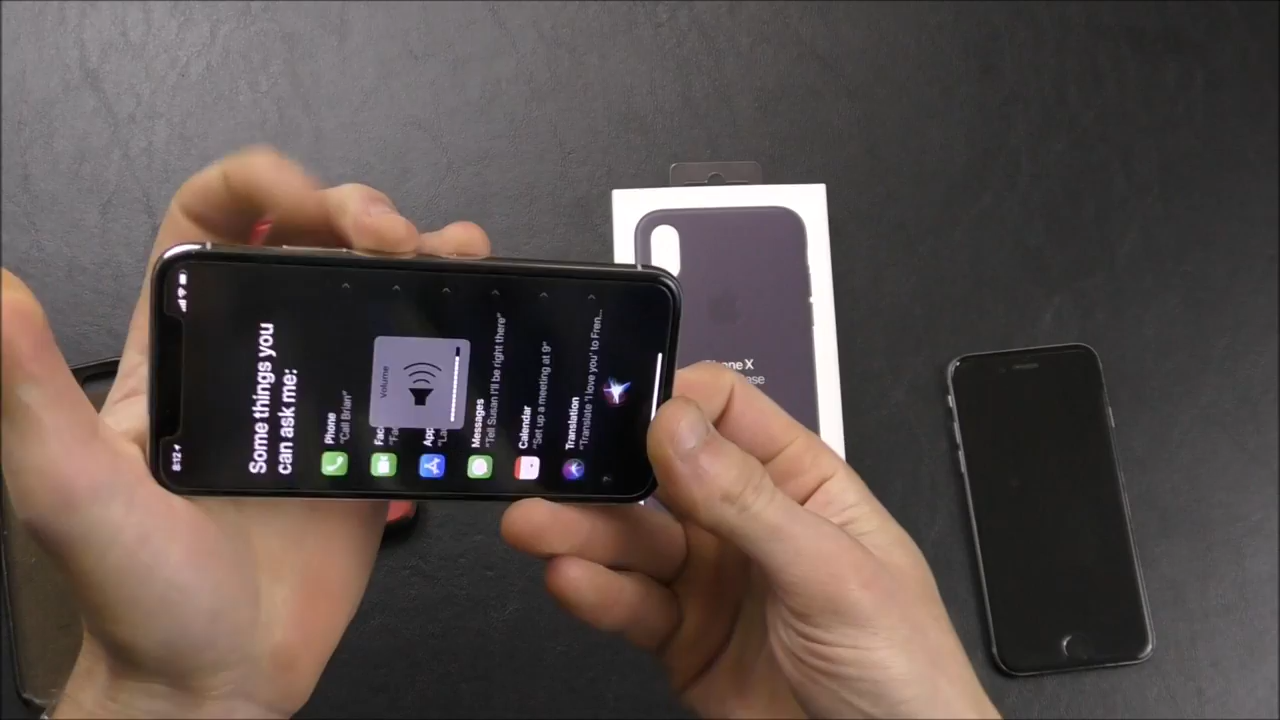 8:12
Some things you
can ask me:
Volume
Phone
"Call Brian"
Messages
"Tell Susan I'll be right there"
Calendar
"Set up a meeting at 9"
Translation
"Translate 'I love you' to Fren...
?